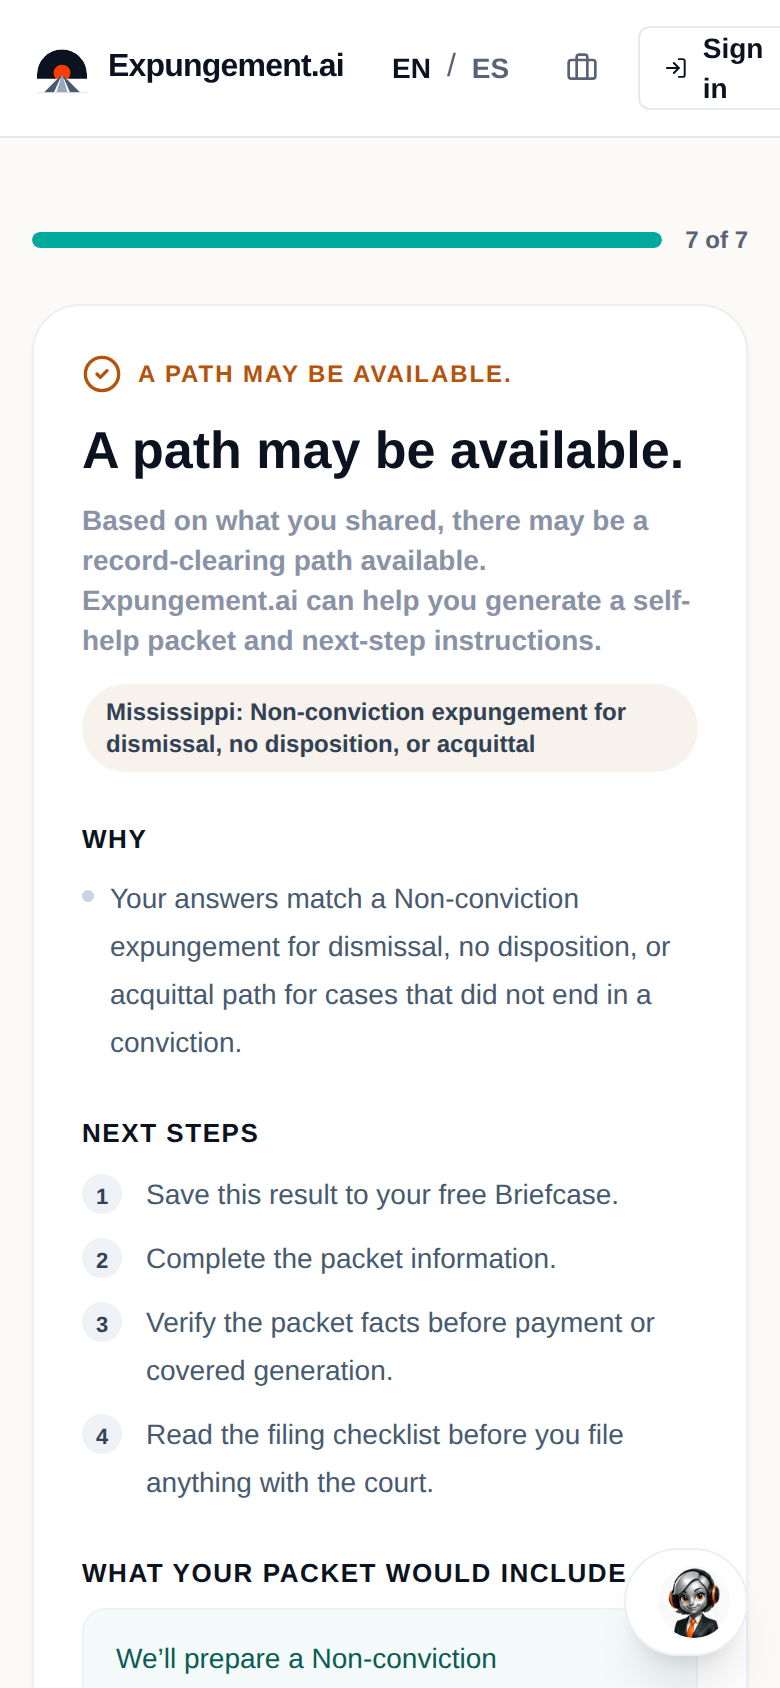 Expungement.ai
EN / ES
Sign
in
7 of 7
A PATH MAY BE AVAILABLE.
A path may be available.
Based on what you shared, there may be a
record-clearing path available.
Expungement.ai can help you generate a self-
help packet and next-step instructions.
Mississippi: Non-conviction expungement for
dismissal, no disposition, or acquittal
WHY
Your answers match a Non-conviction
expungement for dismissal, no disposition, or
acquittal path for cases that did not end in a
conviction.
NEXT STEPS
1 Save this result to your free Briefcase.
2 Complete the packet information.
3 Verify the packet facts before payment or
covered generation.
4 Read the filing checklist before you file
anything with the court.
WHAT YOUR PACKET WOULD INCLUDE
We’ll prepare a Non-conviction